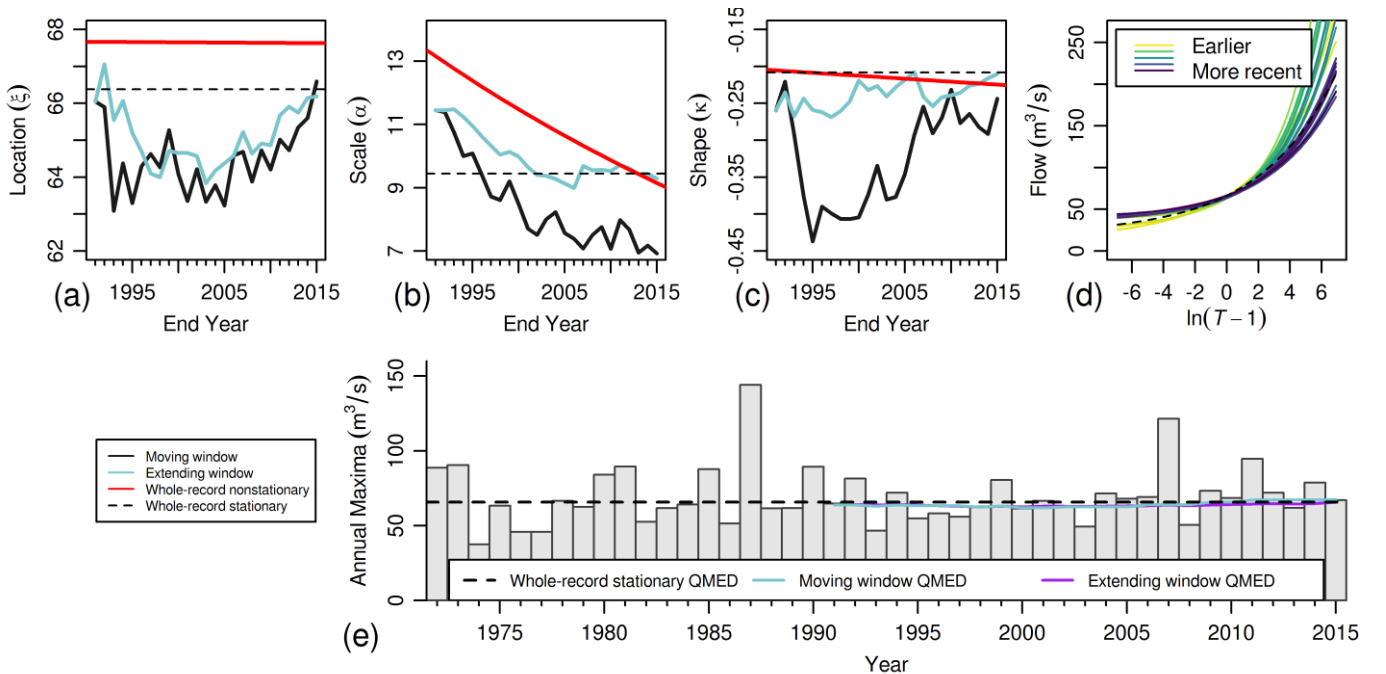 68
66
64
62
Location (ξ)
1995
2005
2015
(a)
End Year
13
11
9
7
Scale (α)
1995
2005
2015
(b)
End Year
-0.15
-0.25
-0.35
-0.45
Shape (κ)
1995
2005
2015
(c)
End Year
250
150
50
0
Flow (m³/s)
Earlier
More recent
-6
-4
-2
0
2
4
6
(d)
ln(T − 1)
Moving window
Extending window
Whole-record nonstationary
Whole-record stationary
150
100
50
0
Annual Maxima (m³/s)
Whole-record stationary QMED
Moving window QMED
Extending window QMED
1975
1980
1985
1990
1995
2000
2005
2010
2015
(e)
Year